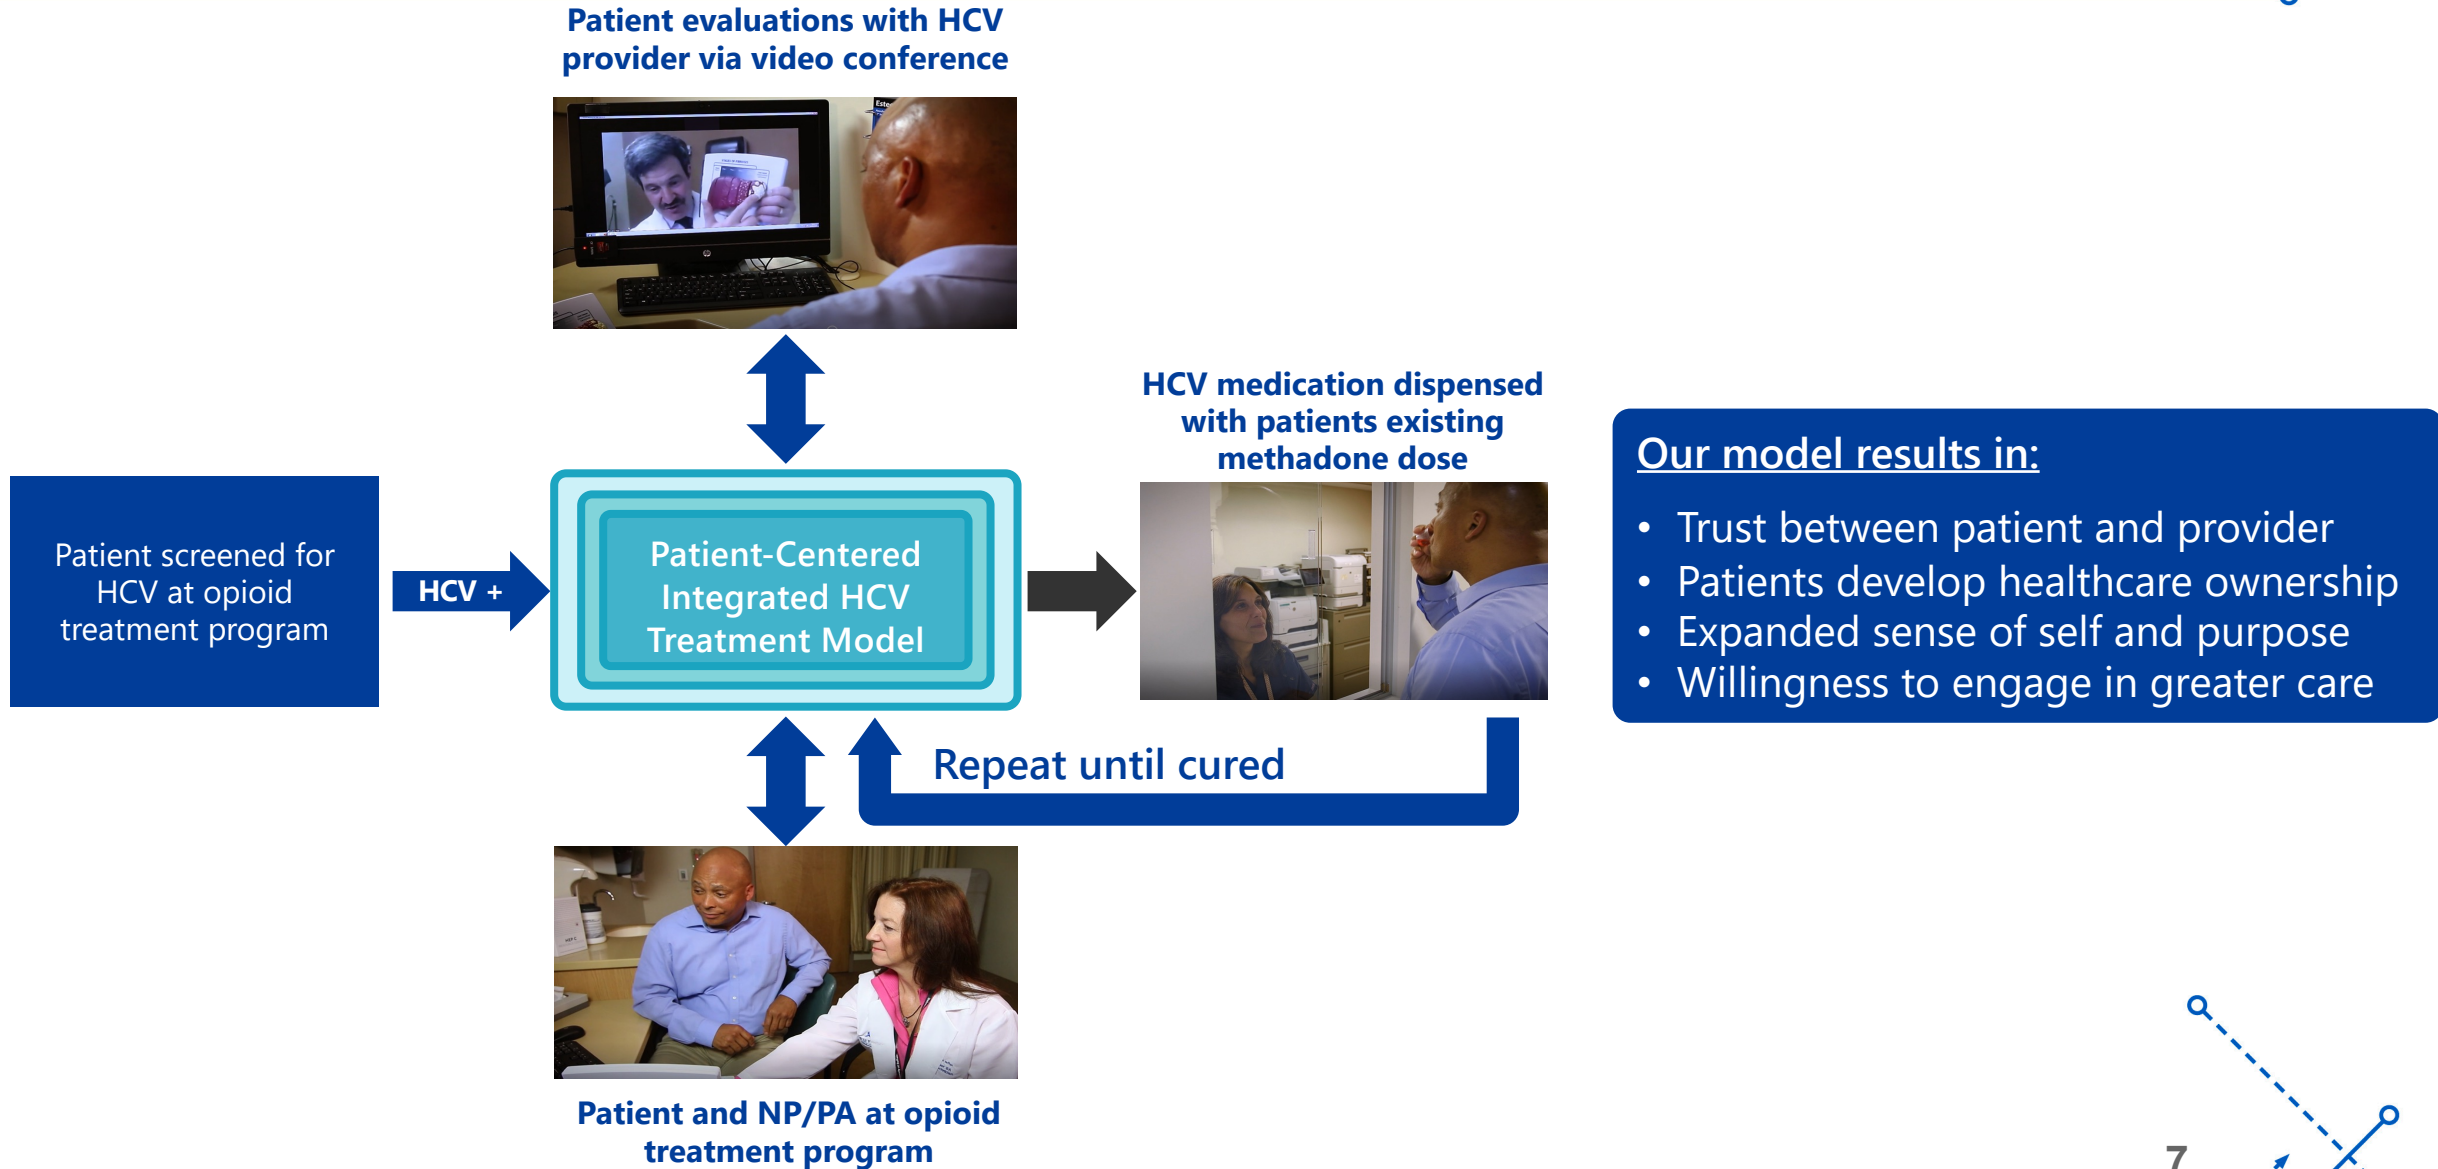 Patient evaluations with HCV
provider via video conference
HCV medication dispensed
with patients existing
methadone dose
Patient screened for
HCV at opioid
treatment program
HCV +
Patient-Centered
Integrated HCV
Treatment Model
Our model results in:
• Trust between patient and provider
• Patients develop healthcare ownership
• Expanded sense of self and purpose
• Willingness to engage in greater care
Repeat until cured
Patient and NP/PA at opioid
treatment program
7